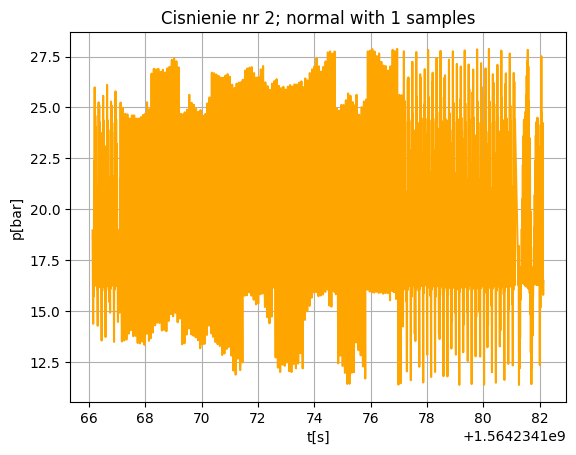 Cisnienie nr 2; normal with 1 samples
27.5
25.0
22.5
20.0
17.5
15.0
12.5
p[bar]
66 68 70 72 74 76 78 80 82
t[s]
+1.5642341e9